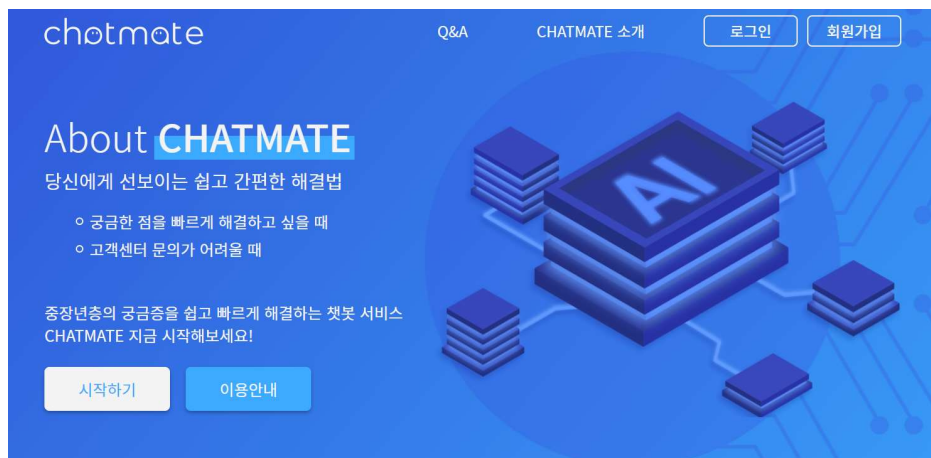 chatmate
Q&A
CHATMATE 소개
로그인
회원가입
About CHATMATE
당신에게 선보이는 쉽고 간편한 해결법
궁금한 점을 빠르게 해결하고 싶을 때
고객센터 문의가 어려울 때
중장년층의 궁금증을 쉽고 빠르게 해결하는 챗봇 서비스
CHATMATE 지금 시작해보세요!
시작하기
이용안내
AI